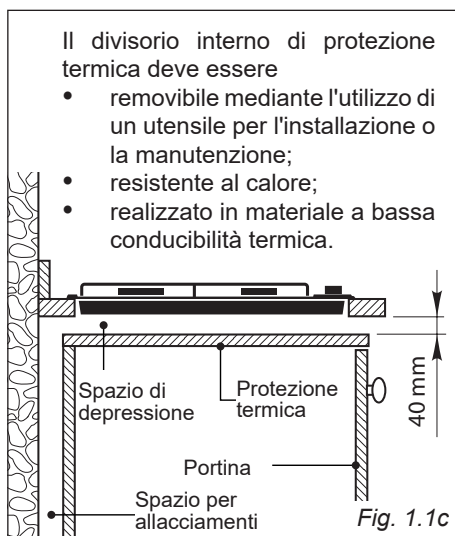 Il divisorio interno di protezione
termica deve essere
• removibile mediante l'utilizzo di
un utensile per l'installazione o
la manutenzione;
• resistente al calore;
• realizzato in materiale a bassa
conducibilità termica.
Spazio di
depressione
Protezione
termica
40 mm
Portina
Spazio per
allacciamenti
Fig. 1.1c